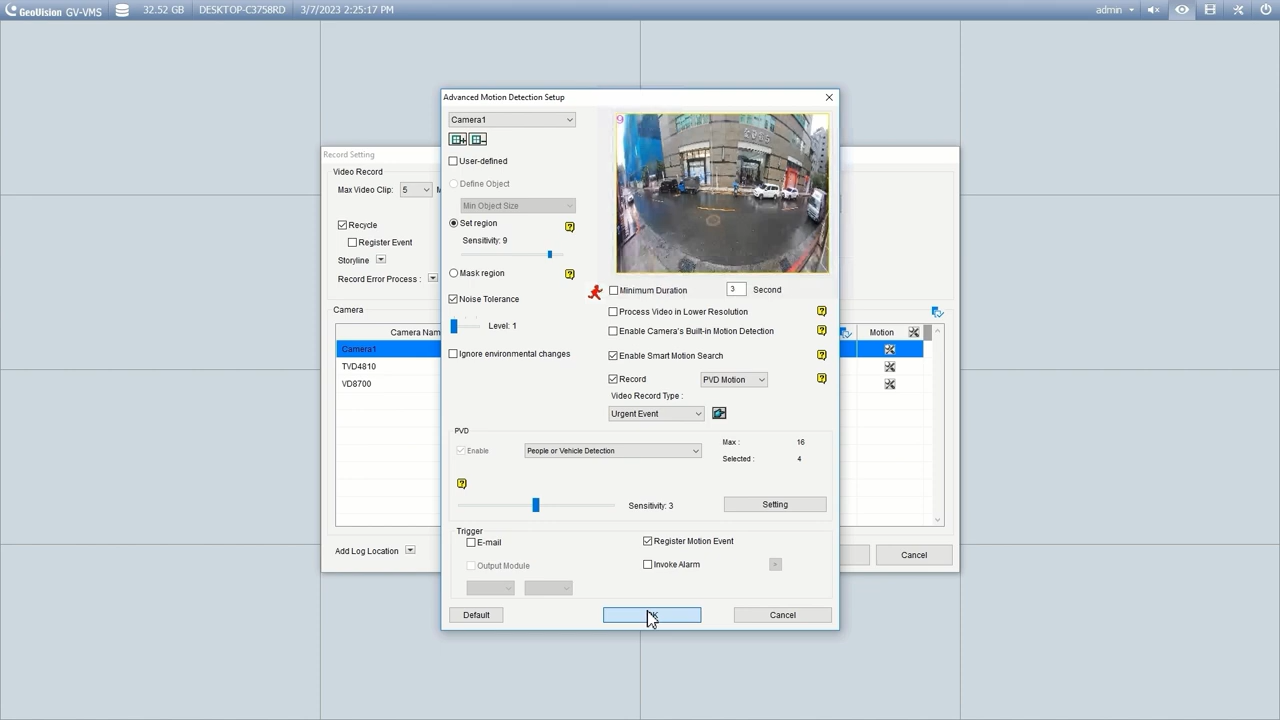 GeoVision GV-VMS 32.52 GB DESKTOP-C3758RD 3/7/2023 2:25:17 PM admin
Advanced Motion Detection Setup
Camera1
User-defined
Define Object
Min Object Size
Set region
Sensitivity: 9
Mask region
Noise Tolerance
Level: 1
Ignore environmental changes
9
Minimum Duration 3 Second
Process Video in Lower Resolution
Enable Camera's Built-in Motion Detection
Enable Smart Motion Search
Record PVD Motion
Video Record Type :
Urgent Event
PVD
Enable People or Vehicle Detection
Max : 16
Selected : 4
Sensitivity: 3 Setting
Trigger
E-mail Register Motion Event
Output Module Invoke Alarm
Default Cancel
Record Setting
Video Record
Max Video Clip: 5
Recycle
Register Event
Storyline
Record Error Process :
Camera
Camera Nam Motion
Camera1
TVD4810
VD8700
Add Log Location Cancel